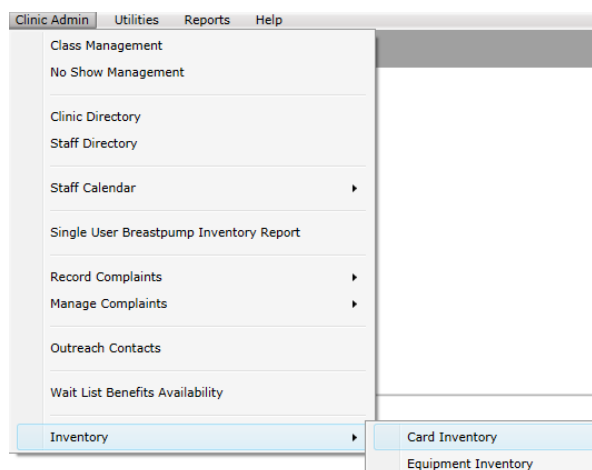 Clinic Admin Utilities Reports Help
Class Management
No Show Management
Clinic Directory
Staff Directory
Staff Calendar
Single User Breastpump Inventory Report
Record Complaints
Manage Complaints
Outreach Contacts
Wait List Benefits Availability
Inventory
Card Inventory
Equipment Inventory